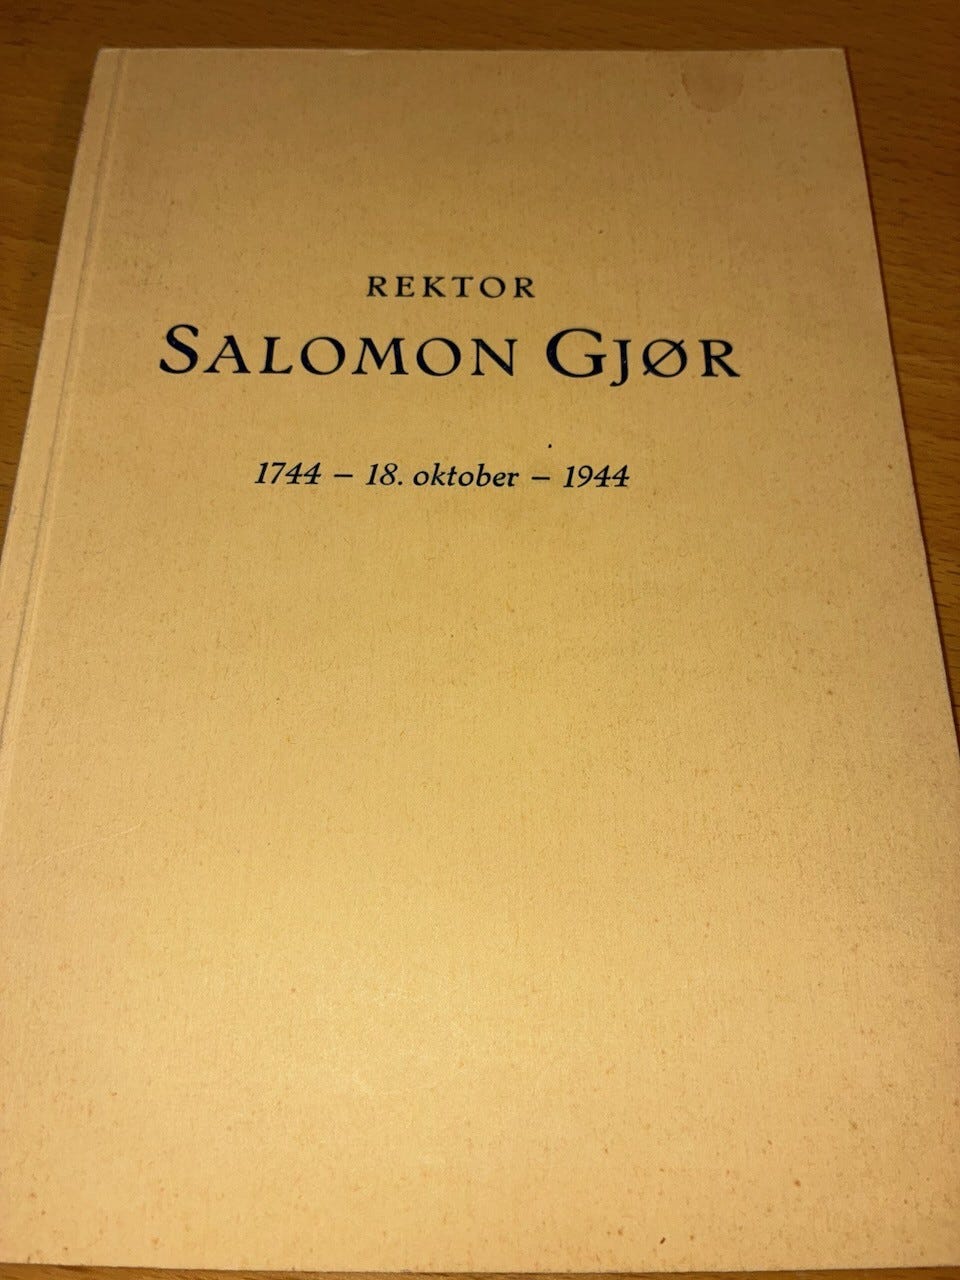 REKTOR
SALOMON GJØR
1744 – 18. oktober – 1944